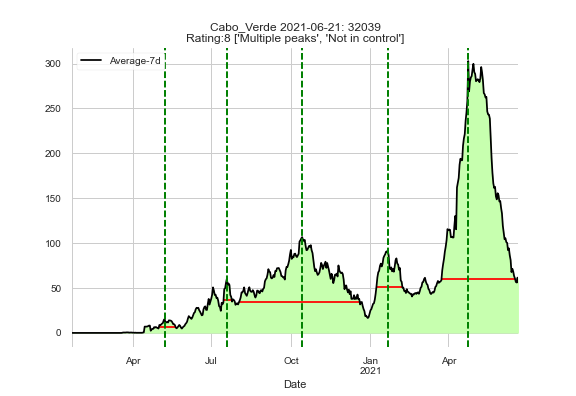 Cabo_Verde 2021-06-21: 32039
Rating:8 ['Multiple peaks', 'Not in control']
Average-7d
300
250
200
150
100
50
0
Apr Jul Oct Jan Apr
2021
Date